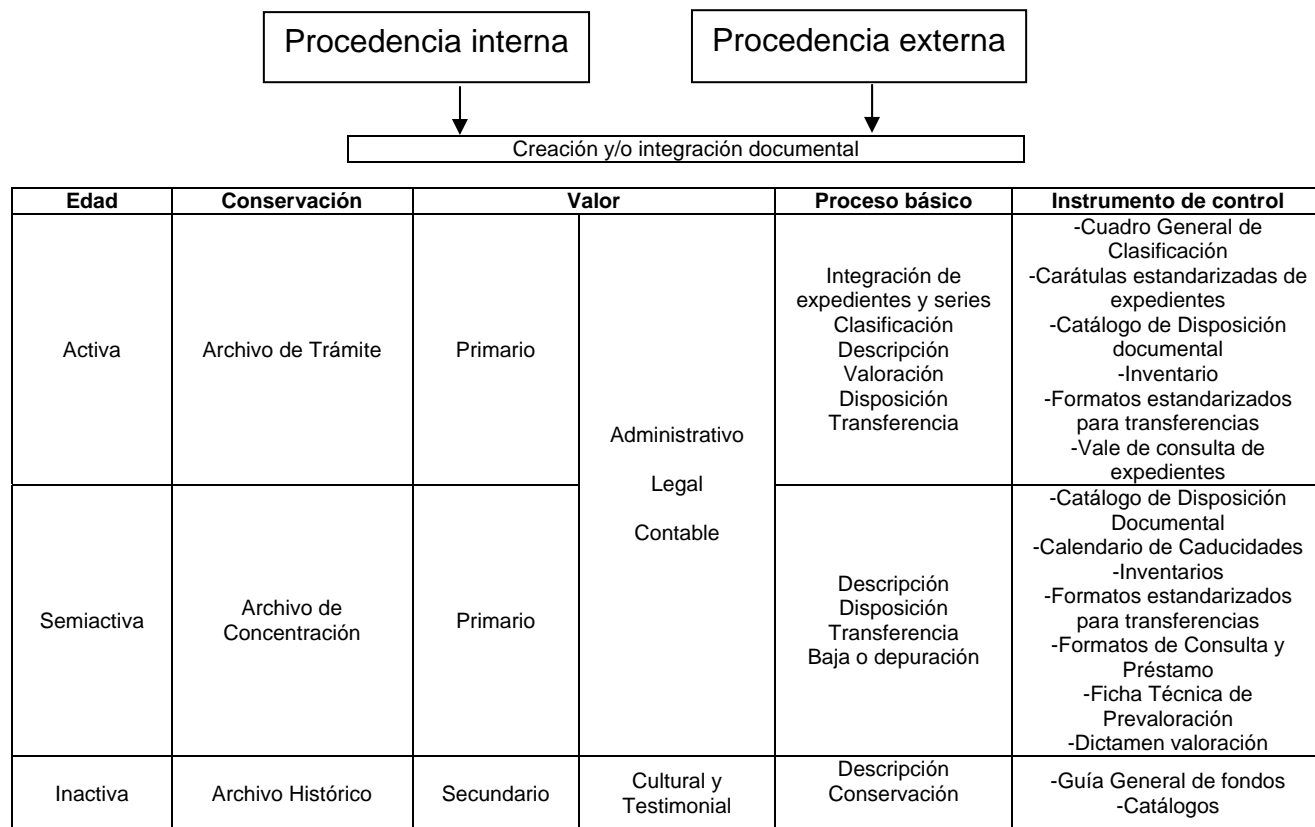 Procedencia interna
Procedencia externa
Creación y/o integración documental
Edad
Conservación
Valor
Proceso básico
Instrumento de control
Activa
Archivo de Trámite
Primario
Administrativo
Legal
Contable
Integración de
expedientes y series
Clasificación
Descripción
Valoración
Disposición
Transferencia
-Cuadro General de
Clasificación
-Carátulas estandarizadas de
expedientes
-Catálogo de Disposición
documental
-Inventario
-Formatos estandarizados
para transferencias
-Vale de consulta de
expedientes
Semiactiva
Archivo de
Concentración
Primario
Descripción
Disposición
Transferencia
Baja o depuración
-Catálogo de Disposición
Documental
-Calendario de Caducidades
-Inventarios
-Formatos estandarizados
para transferencias
-Formatos de Consulta y
Préstamo
-Ficha Técnica de
Prevaloración
-Dictamen valoración
Inactiva
Archivo Histórico
Secundario
Cultural y
Testimonial
Descripción
Conservación
-Guía General de fondos
-Catálogos